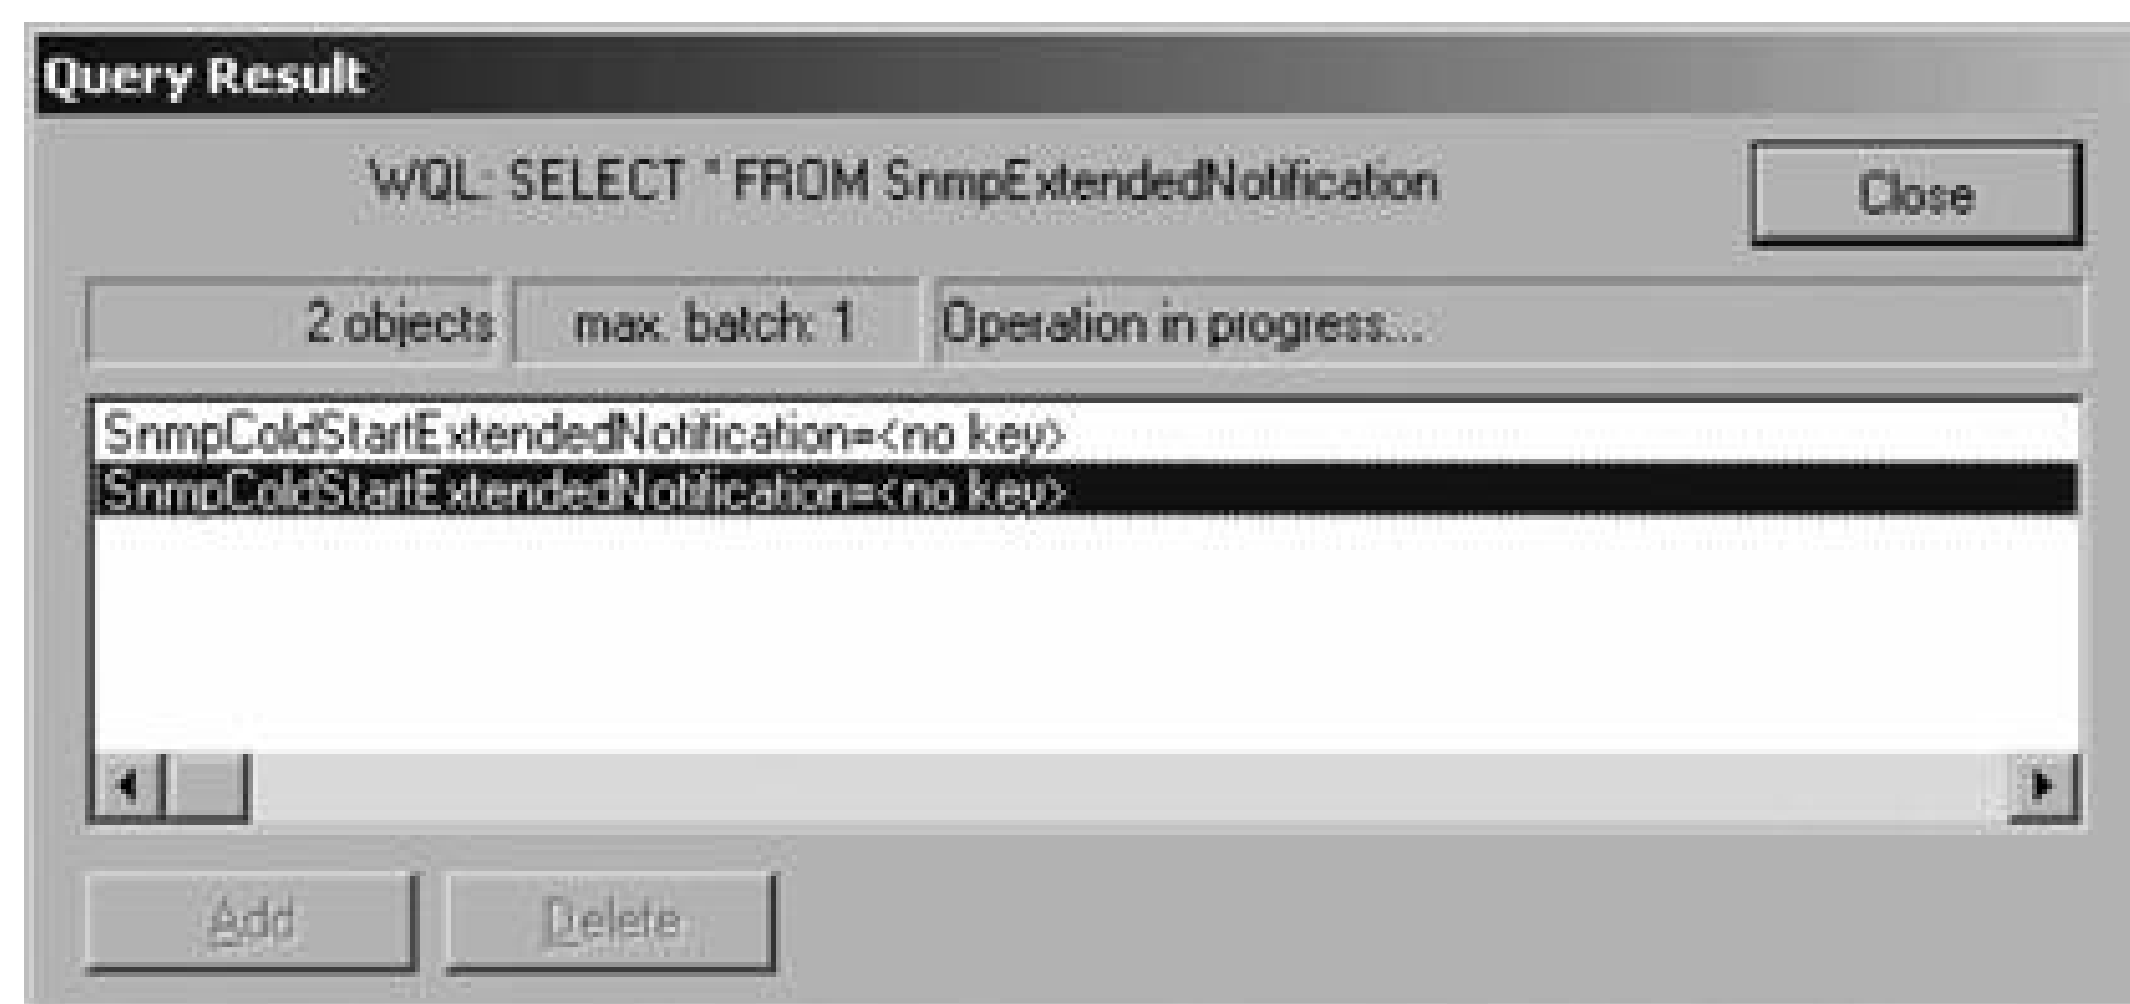 Query Result
WQL: SELECT * FROM SnmpExtendedNotification
Close
2 objects
max. batch: 1
Operation in progress...
SnmpColdStartExtendedNotification=<no key>
SnmpColdStartExtendedNotification=<no key>
Add
Delete